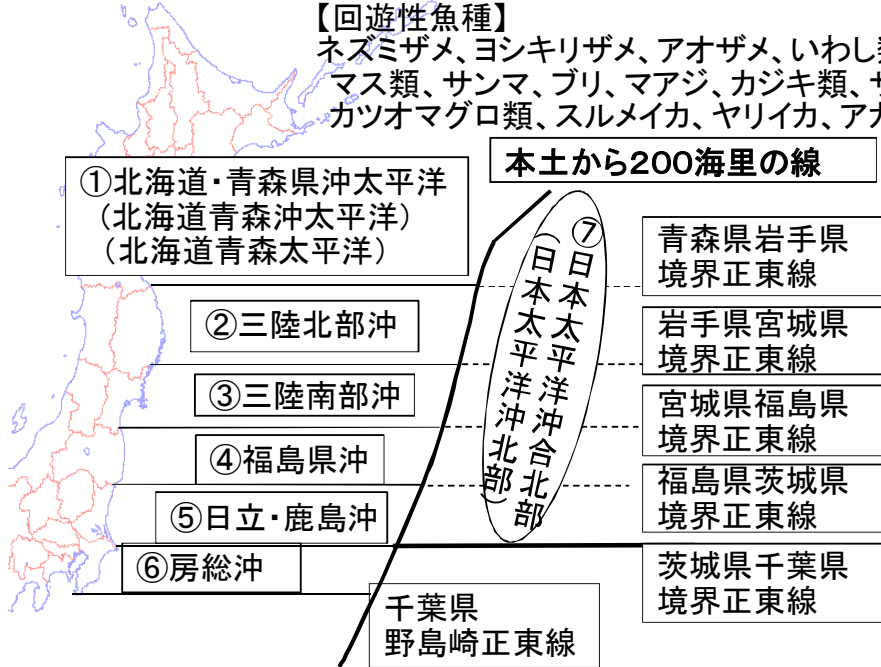 【回遊性魚種】
ネズミザメ、ヨシキリザメ、アオザメ、いわし
マス類、サンマ、ブリ、マアジ、カジキ類、サ
カツオマグロ類、スルメイカ、ヤリイカ、アカ
本土から200海里の線
①北海道・青森県沖太平洋
(北海道青森沖太平洋)
(北海道青森太平洋)
②三陸北部沖
③三陸南部沖
④福島県沖
⑤日立・鹿島沖
⑥房総沖
⑦日本太平洋沖合北部
(日本太平洋沖北部)
青森県岩手県
境界正東線
岩手県宮城県
境界正東線
宮城県福島県
境界正東線
福島県茨城県
境界正東線
茨城県千葉県
境界正東線
千葉県
野島崎正東線